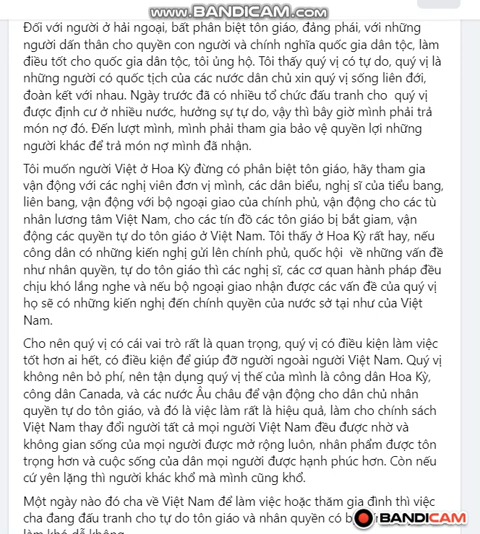 www.BANDICAM.com
Đối với người ở hải ngoại, bất phân biệt tôn giáo, đảng phái, với những
người dấn thân cho quyền con người và chính nghĩa quốc gia dân tộc, làm
điều tốt cho quốc gia dân tộc, tôi ủng hộ. Tôi thấy quý vị có tự do, quý vị là
những người có quốc tịch của các nước dân chủ xin quý vị sống liên đới,
đoàn kết với nhau. Ngày trước đã có nhiều tổ chức đấu tranh cho  quý vị
được định cư ở nhiều nước, hưởng sự tự do, vậy thì bây giờ mình phải trả
món nợ đó. Đến lượt mình, mình phải tham gia bảo vệ quyền lợi những
người khác để trả món nợ mình đã nhận.
Tôi muốn người Việt ở Hoa Kỳ đừng có phân biệt tôn giáo, hãy tham gia
vận động với các nghị viên đơn vị mình, các dân biểu, nghị sĩ của tiểu bang,
liên bang, vận động với bộ ngoại giao của chính phủ, vận động cho các tù
nhân lương tâm Việt Nam, cho các tín đồ các tôn giáo bị bắt giam, vận
động các quyền tự do tôn giáo ở Việt Nam. Tôi thấy ở Hoa Kỳ rất hay, nếu
công dân có những kiến nghị gửi lên chính phủ, quốc hội  về những vấn đề
như nhân quyền, tự do tôn giáo thì các nghị sĩ, các cơ quan hành pháp đều
chịu khó lắng nghe và nếu bộ ngoại giao nhận được các vấn đề của quý vị
họ sẽ có những kiến nghị đến chính quyền của nước sở tại như của Việt
Nam.
Cho nên quý vị có cái vai trò rất là quan trọng, quý vị có điều kiện làm việc
tốt hơn ai hết, có điều kiện để giúp đỡ người ngoài người Việt Nam. Quý vị
không nên bỏ phí, nên tận dụng quý vị thế của mình là công dân Hoa Kỳ,
công dân Canada, và các nước Âu châu để vận động cho dân chủ nhân
quyền tự do tôn giáo, và đó là việc làm rất là hiệu quả, làm cho chính sách
Việt Nam thay đổi người tất cả mọi người Việt Nam đều được nhờ và
không gian sống của mọi người được mở rộng luôn, nhân phẩm được tôn
trọng hơn và cuộc sống của dân mọi người được hạnh phúc hơn. Còn nếu
cứ yên lặng thì người khác khổ mà mình cũng khổ.
Một ngày nào đó cha về Việt Nam để làm việc hoặc thăm gia đình thì việc
cha đang đấu tranh cho tự do tôn giáo và nhân quyền có
làm khó dễ không
BANDICAM